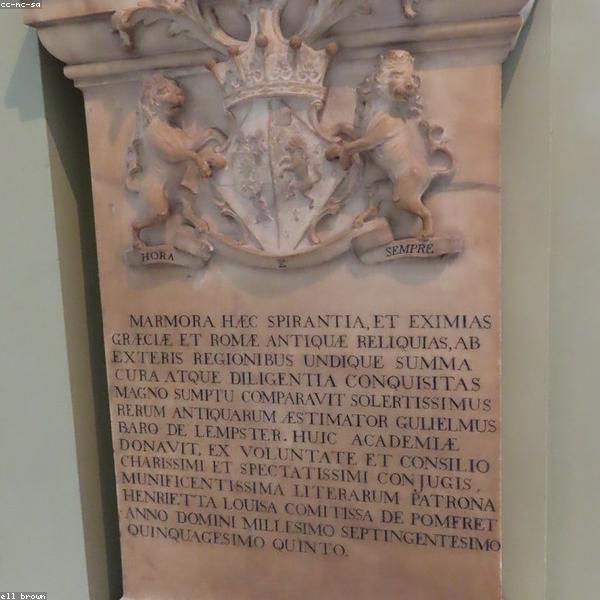 cc-nc-sa
HORA E SEMPRE
MARMORA HÆC SPIRANTIA, ET EXIMIAS
GRÆCIÆ ET ROMÆ ANTIQUÆ RELIQUIAS, AB
EXTERIS REGIONIBUS UNDIQUE SUMMA
CURA ATQUE DILIGENTIA CONQUISITAS
MAGNO SUMPTU COMPARAVIT SOLERTISSIMUS
RERUM ANTIQUARUM ÆSTIMATOR GULIELMUS
BARO DE LEMPSTER. HUIC ACADEMIÆ
DONAVIT, EX VOLUNTATE ET CONSILIO
CHARISSIMI ET SPECTATISSIMI CONJUGIS,
MUNIFICENTISSIMA LITERARUM PATRONA
HENRIETTA LOUISA COMITISSA DE POMFRET
ANNO DOMINI MILLESIMO SEPTINGENTESIMO
QUINQUAGESIMO QUINTO.
ell brown